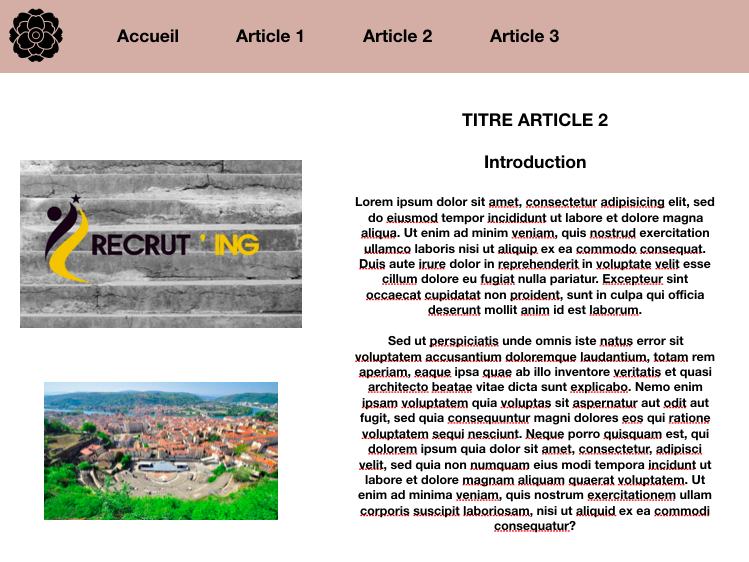 Accueil Article 1 Article 2 Article 3
RECRUT ' ING
TITRE ARTICLE 2
Introduction
Lorem ipsum dolor sit amet, consectetur adipisicing elit, sed
do eiusmod tempor incididunt ut labore et dolore magna
aliqua. Ut enim ad minim veniam, quis nostrud exercitation
ullamco laboris nisi ut aliquip ex ea commodo consequat.
Duis aute irure dolor in reprehenderit in voluptate velit esse
cillum dolore eu fugiat nulla pariatur. Excepteur sint
occaecat cupidatat non proident, sunt in culpa qui officia
deserunt mollit anim id est laborum.
Sed ut perspiciatis unde omnis iste natus error sit
voluptatem accusantium doloremque laudantium, totam rem
aperiam, eaque ipsa quae ab illo inventore veritatis et quasi
architecto beatae vitae dicta sunt explicabo. Nemo enim
ipsam voluptatem quia voluptas sit aspernatur aut odit aut
fugit, sed quia consequuntur magni dolores eos qui ratione
voluptatem sequi nesciunt. Neque porro quisquam est, qui
dolorem ipsum quia dolor sit amet, consectetur, adipisci
velit, sed quia non numquam eius modi tempora incidunt ut
labore et dolore magnam aliquam quaerat voluptatem. Ut
enim ad minima veniam, quis nostrum exercitationem ullam
corporis suscipit laboriosam, nisi ut aliquid ex ea commodi
consequatur?